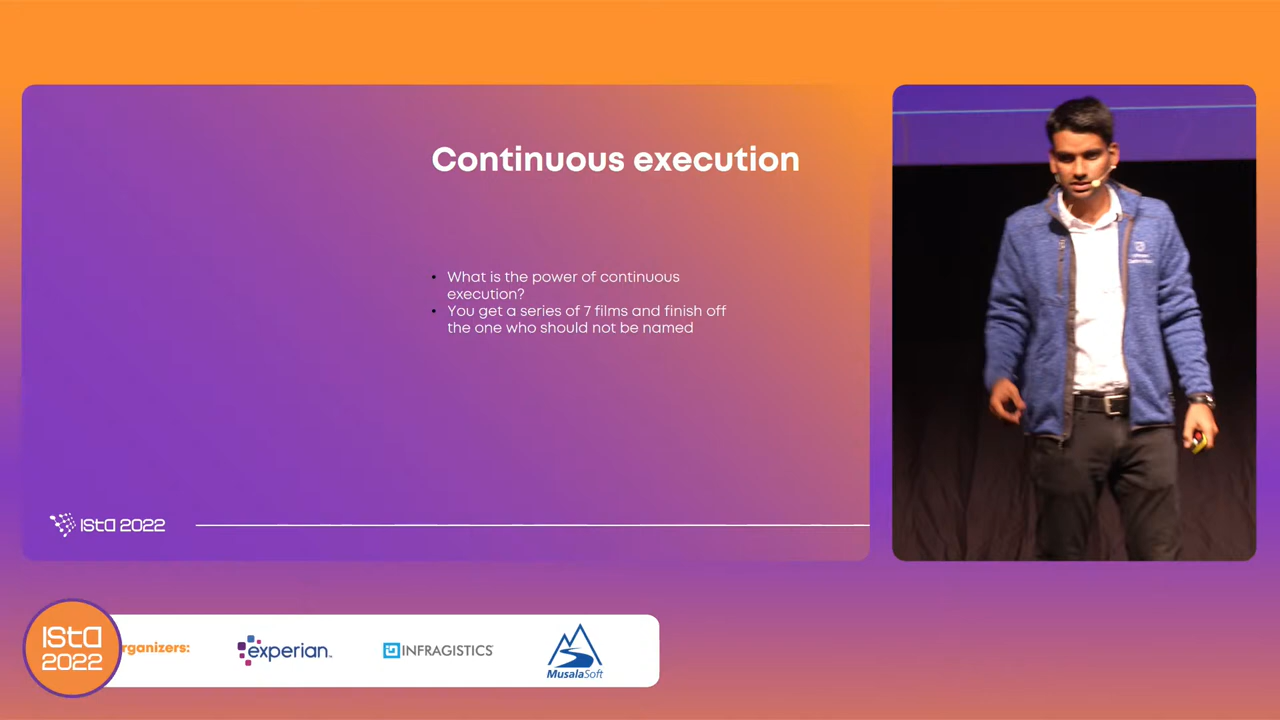 Continuous execution
• What is the power of continuous
execution?
• You get a series of 7 films and finish off
the one who should not be named
ISTA 2022
ISTA
2022
rganizers:
experian.™
INFRAGISTICS
MusalaSoft